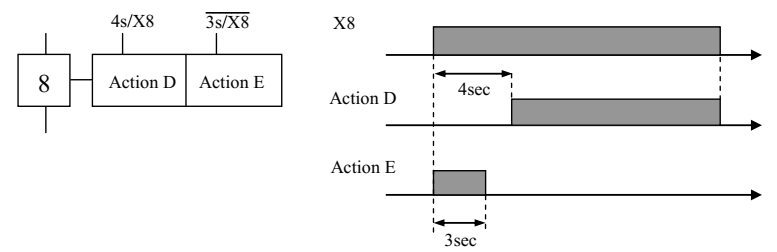 4s/X8
3s/X8
8
Action D
Action E
X8
4sec
Action D
Action E
3sec